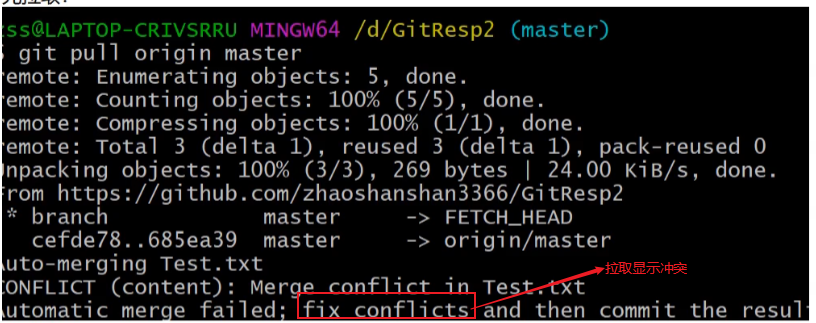 zss@LAPTOP-CRIVSRRU MINGW64 /d/GitResp2 (master)
$ git pull origin master
remote: Enumerating objects: 5, done.
remote: Counting objects: 100% (5/5), done.
remote: Compressing objects: 100% (1/1), done.
remote: Total 3 (delta 1), reused 3 (delta 1), pack-reused 0
Unpacking objects: 100% (3/3), 269 bytes | 24.00 KiB/s, done.
From https://github.com/zhaoshanshan3366/GitResp2
* branch master -> FETCH_HEAD
cefde78..685ea39 master -> origin/master
Auto-merging Test.txt
CONFLICT (content): Merge conflict in Test.txt
Automatic merge failed; fix conflicts and then commit the resul
拉取显示冲突